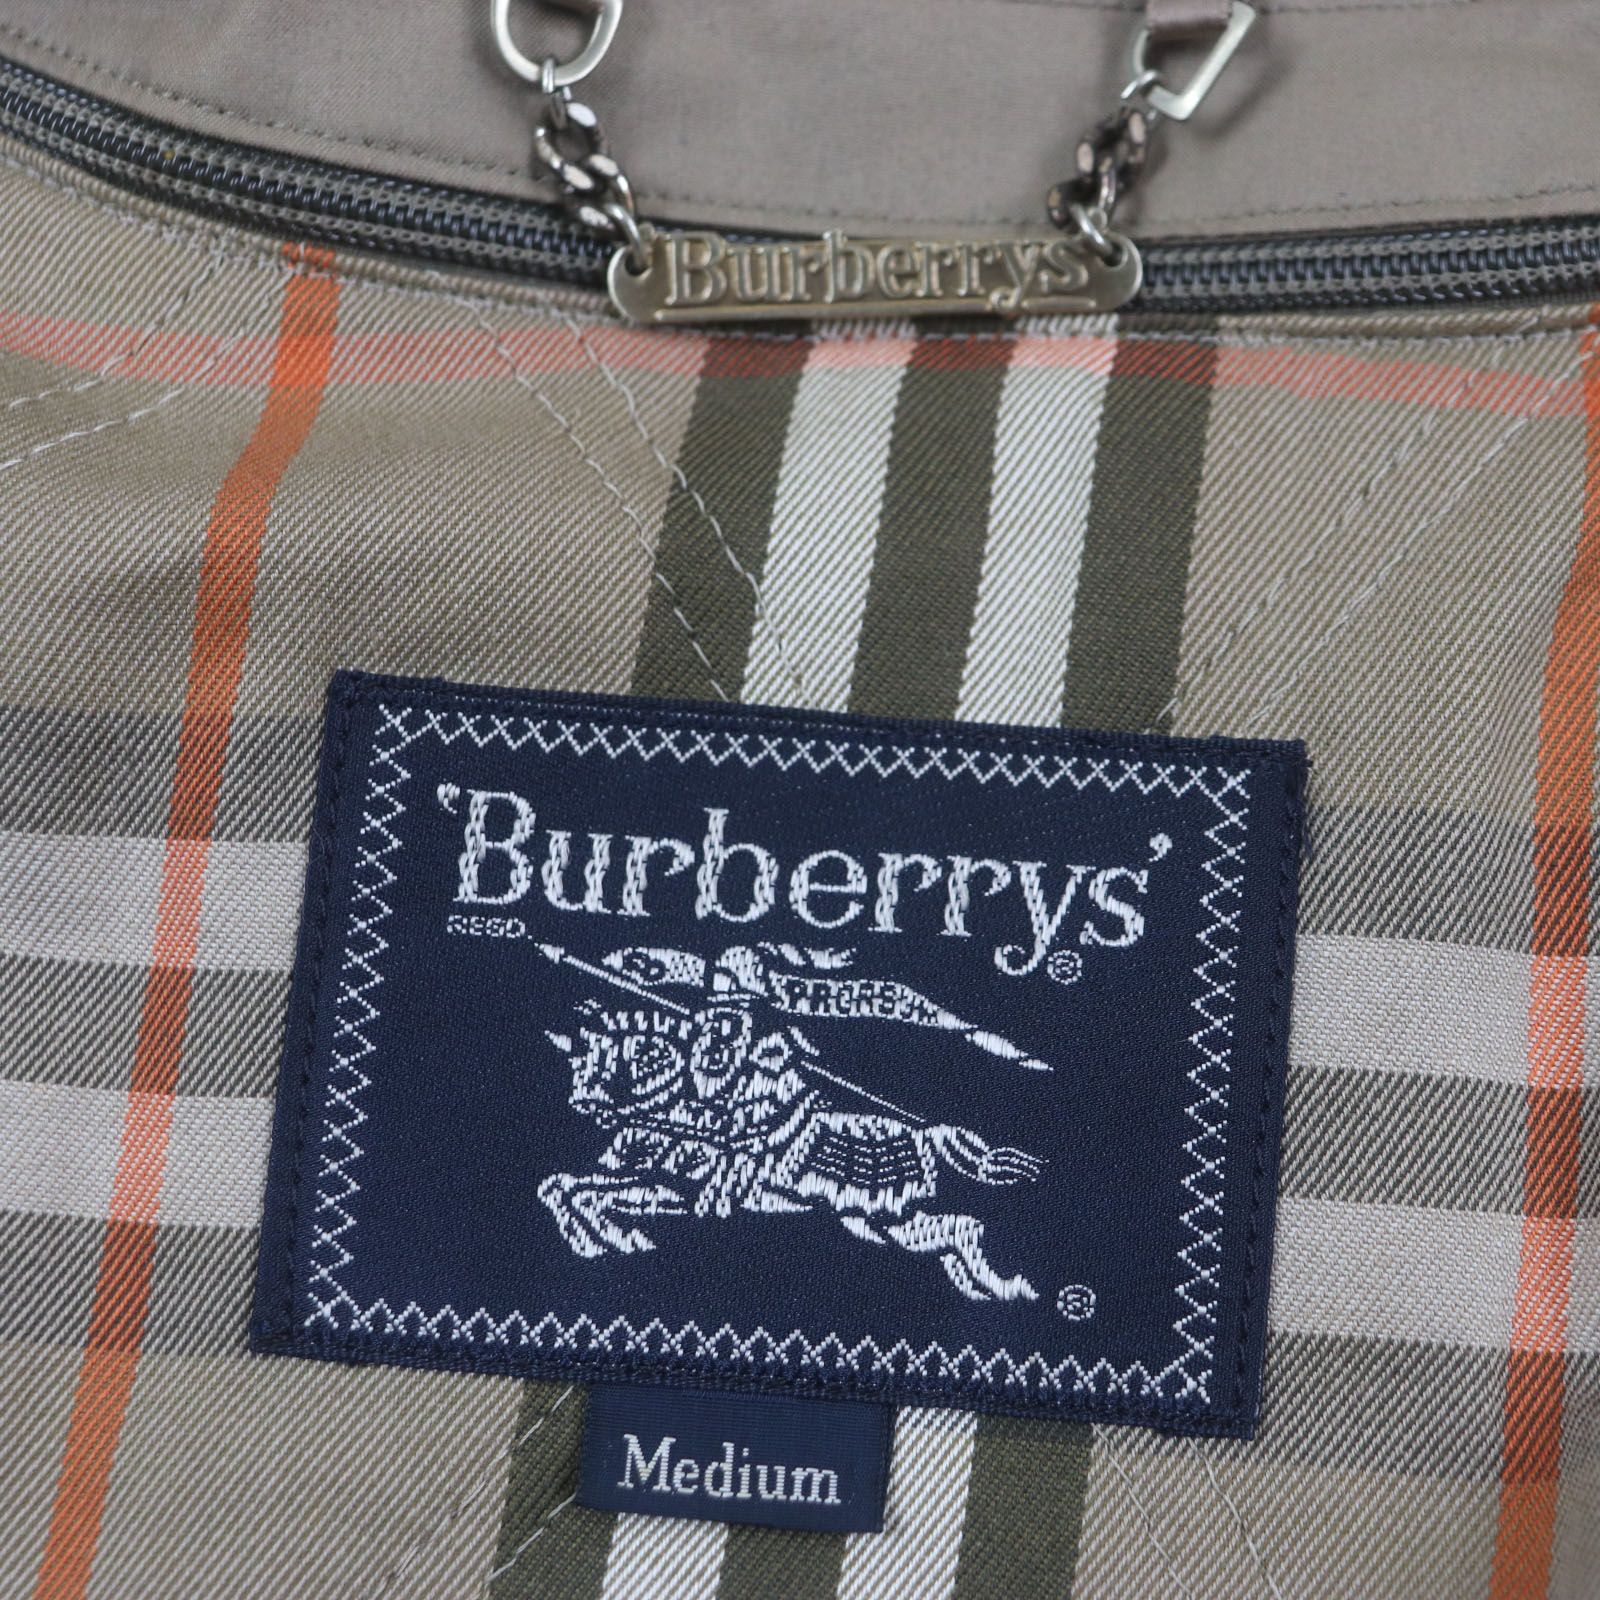 Burberrys
'Burberrys'
REGD. ®
PRORSUM
®
Medium